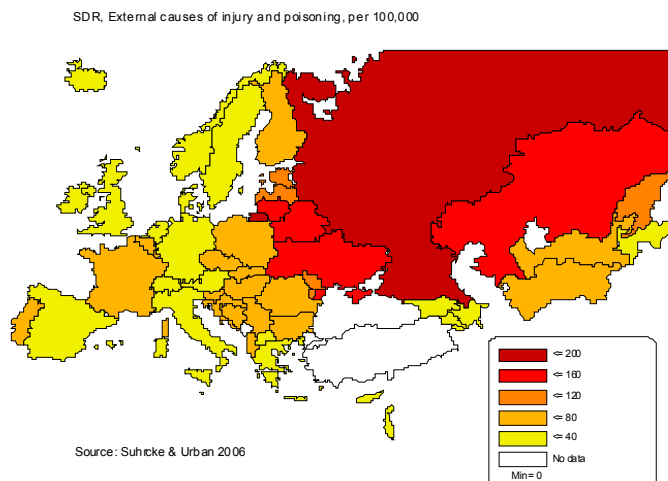 SDR, External causes of injury and poisoning, per 100,000
<= 200
<= 160
<= 120
<= 80
<= 40
No data
Min= 0
Source: Suhrcke & Urban 2006